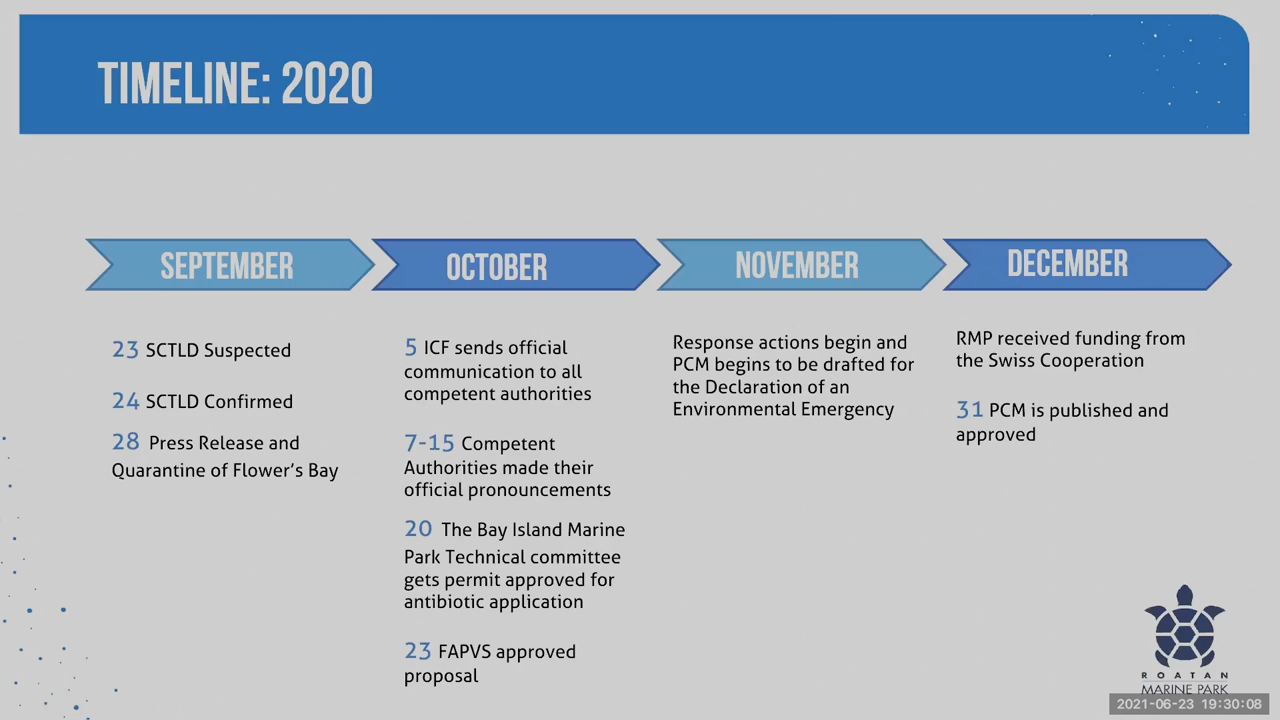 TIMELINE: 2020
SEPTEMBER
OCTOBER
NOVEMBER
DECEMBER
23 SCTLD Suspected
24 SCTLD Confirmed
28 Press Release and
Quarantine of Flower's Bay
5 ICF sends official
communication to all
competent authorities
7-15 Competent
Authorities made their
official pronouncements
20 The Bay Island Marine
Park Technical committee
gets permit approved for
antibiotic application
23 FAPVS approved
proposal
Response actions begin and
PCM begins to be drafted for
the Declaration of an
Environmental Emergency
RMP received funding from
the Swiss Cooperation
31 PCM is published and
approved
ROATAN
MARINE PARK
2021-06-23 19:30:08